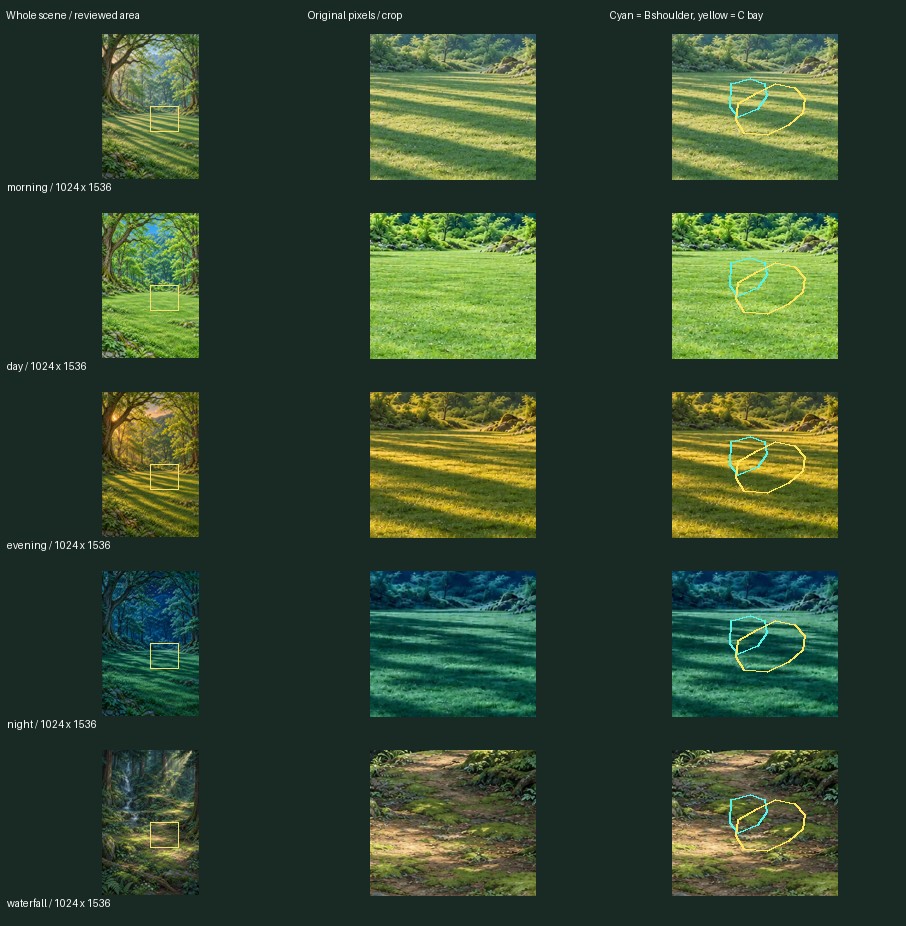 Whole scene / reviewed area
Original pixels / crop
Cyan = Bshoulder, yellow = C bay
morning / 1024 x 1536
day / 1024 x 1536
evening / 1024 x 1536
night / 1024 x 1536
waterfall / 1024 x 1536